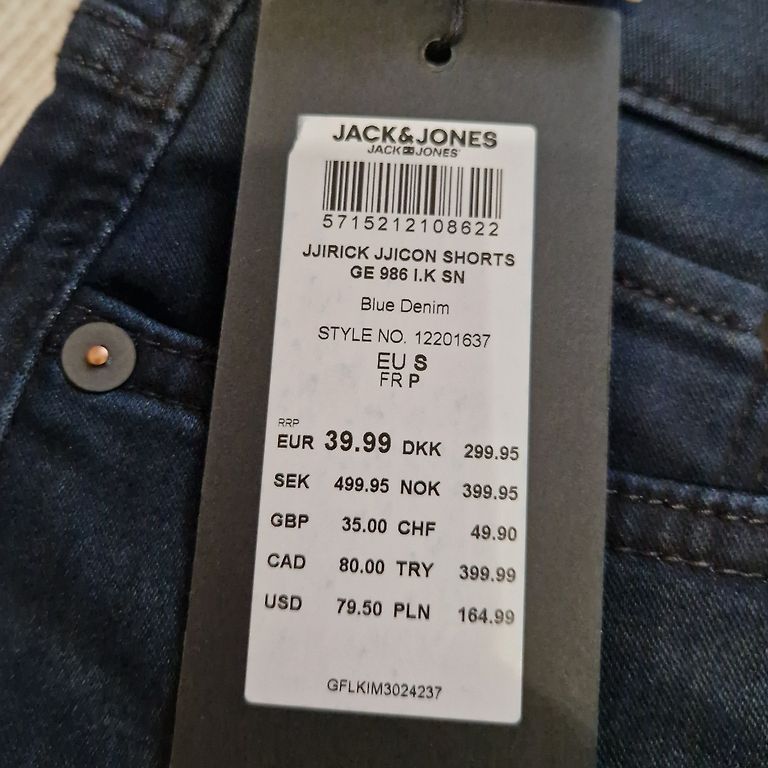 JACK&JONES
JACK&JONES
5715212108622
JJIRICK JJICON SHORTS
GE 986 I.K SN
Blue Denim
STYLE NO. 12201637
EU S
FR P
RRP
EUR 39.99 DKK 299.95
SEK 499.95 NOK 399.95
GBP 35.00 CHF 49.90
CAD 80.00 TRY 399.99
USD 79.50 PLN 164.99
GFLKIM3024237